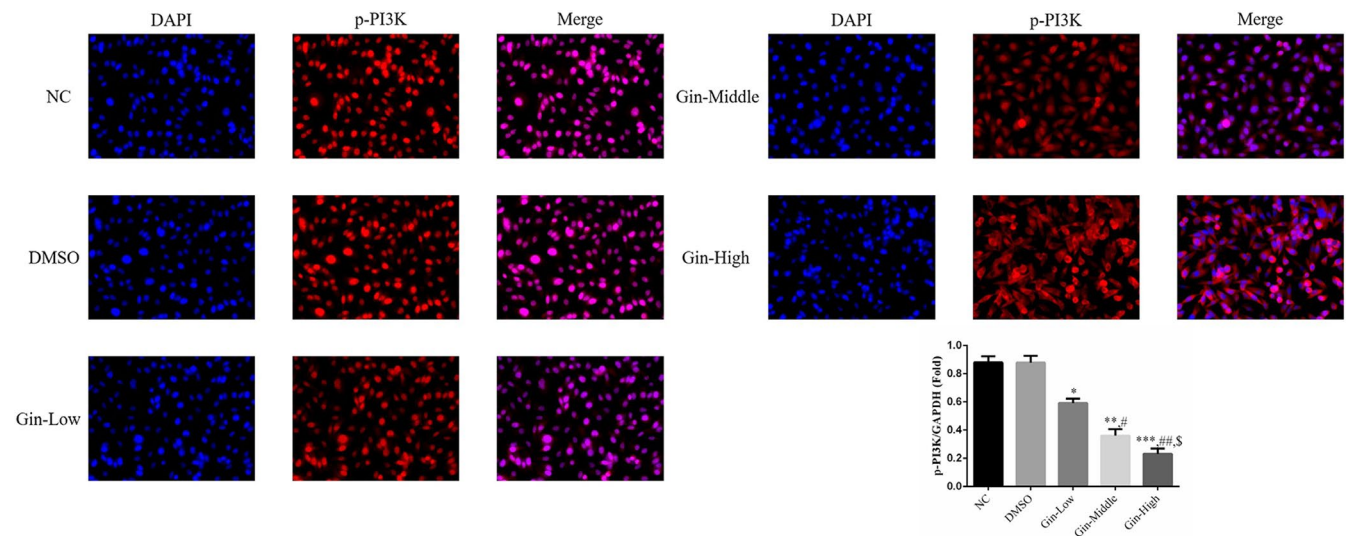 DAPI p-PI3K Merge
NC
DMSO
Gin-Low
DAPI p-PI3K Merge
Gin-Middle
Gin-High
p-PI3K/GAPDH (Fold)
1.0
0.8
0.6
0.4
0.2
0.0
*
**,#
***,##,$
NC
DMSO
Gin-Low
Gin-Middle
Gin-High